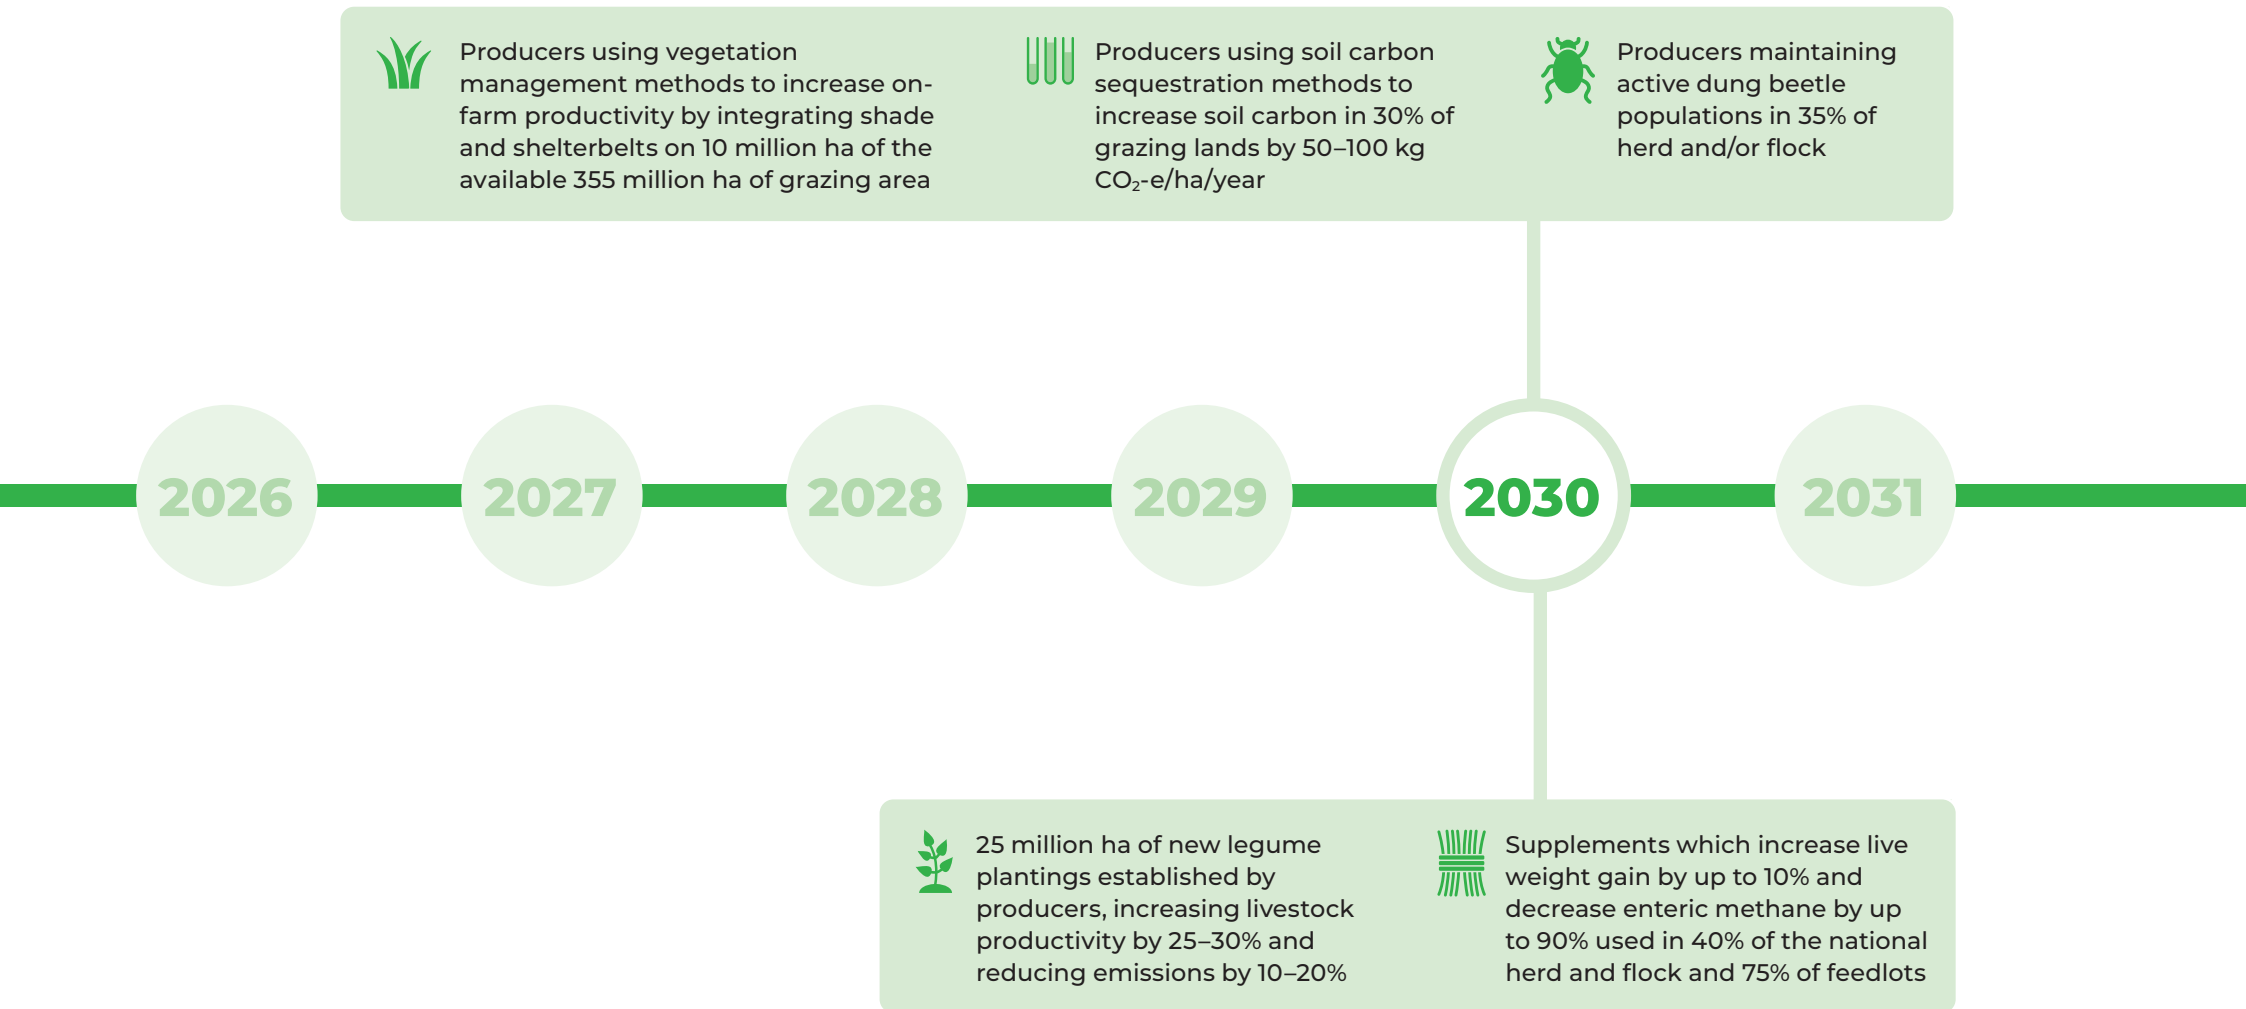 Producers using vegetation
management methods to increase on-
farm productivity by integrating shade
and shelterbelts on 10 million ha of the
available 355 million ha of grazing area
Producers using soil carbon
sequestration methods to
increase soil carbon in 30% of
grazing lands by 50–100 kg
CO₂-e/ha/year
Producers maintaining
active dung beetle
populations in 35% of
herd and/or flock
2026
2027
2028
2029
2030
2031
25 million ha of new legume
plantings established by
producers, increasing livestock
productivity by 25–30% and
reducing emissions by 10–20%
Supplements which increase live
weight gain by up to 10% and
decrease enteric methane by up
to 90% used in 40% of the national
herd and flock and 75% of feedlots